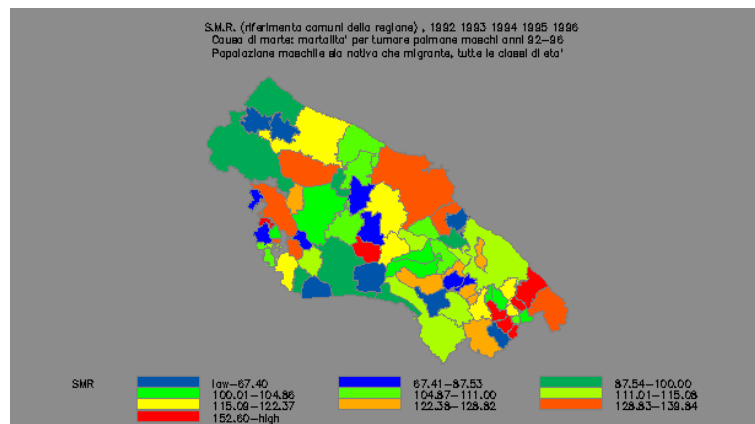 S.M.R. (riferimento comuni della regione) , 1992 1993 1994 1995 1996
Causa di morte: mortalita' per tumore polmone maschi anni 92-96
Popolazione maschile sia nativa che migrante, tutte le classi di eta'
SMR
low-67.40
67.41-87.53
87.54-100.00
100.01-104.86
104.87-111.00
111.01-115.08
115.09-122.37
122.38-128.82
128.83-139.84
152.60-high